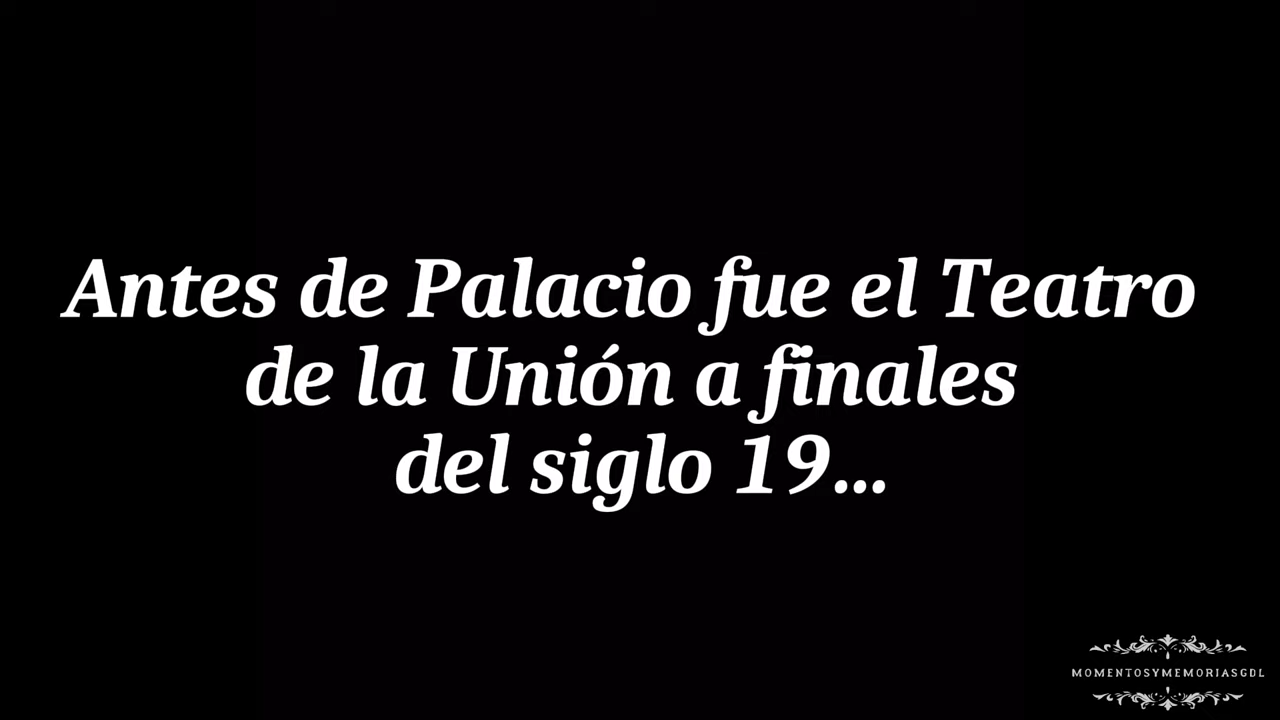 Antes de Palacio fue el Teatro
de la Unión a finales
del siglo 19...
MOMENTOSYMEMORIASGDL